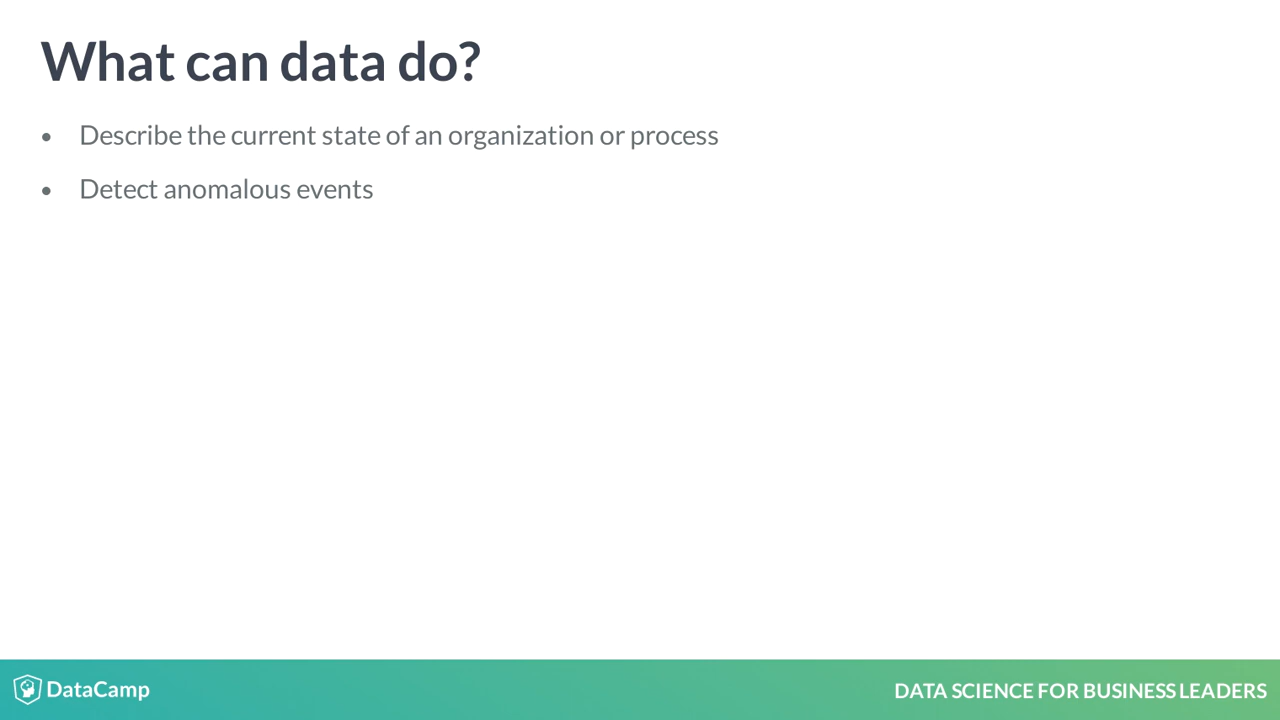 What can data do?
• Describe the current state of an organization or process
• Detect anomalous events
DataCamp
DATA SCIENCE FOR BUSINESS LEADERS